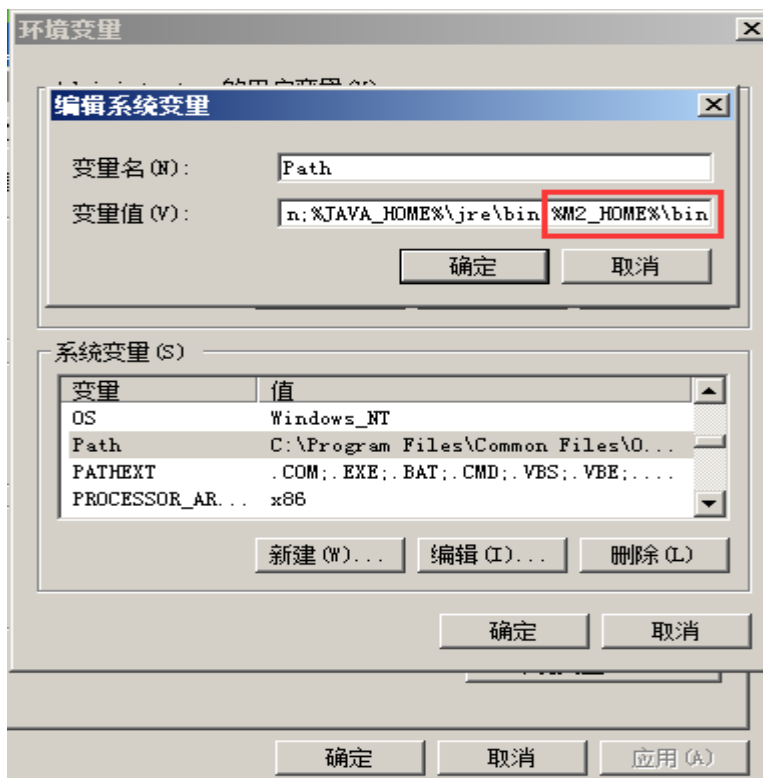 环境变量
编辑系统变量
变量名(N):
Path
变量值(V):
n;%JAVA_HOME%\jre\bin %M2_HOME%\bin
确定
取消
系统变量(S)
变量 值
OS Windows_NT
Path C:\Program Files\Common Files\O...
PATHEXT .COM;.EXE;.BAT;.CMD;.VBS;.VBE;....
PROCESSOR_AR... x86
新建(W)... 编辑(I)... 删除(L)
确定 取消
确定 取消 应用(A)